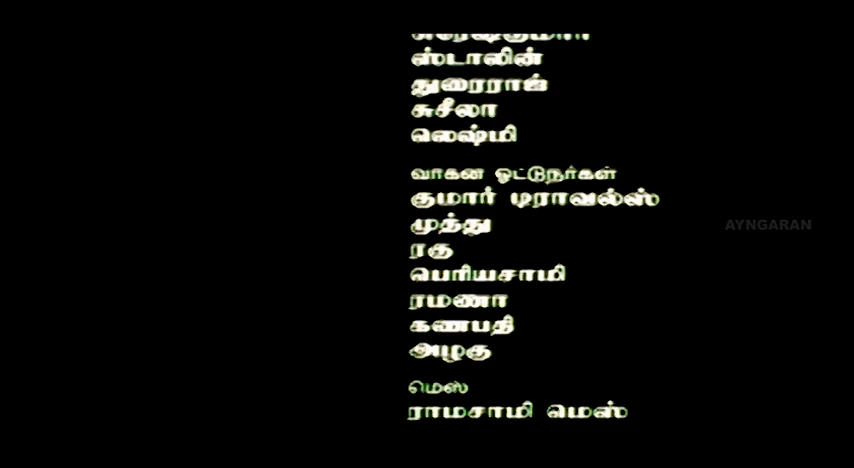 ஸ்டாலின்
துரைராஜ்
சுசீலா
லெஷ்மி
வாகன ஓட்டுநர்கள்
குமார் டிராவல்ஸ்
முத்து
ரகு
பெரியசாமி
ரமணா
கணபதி
அழகு
மெஸ்
ராமசாமி மெஸ்
AYNGARAN